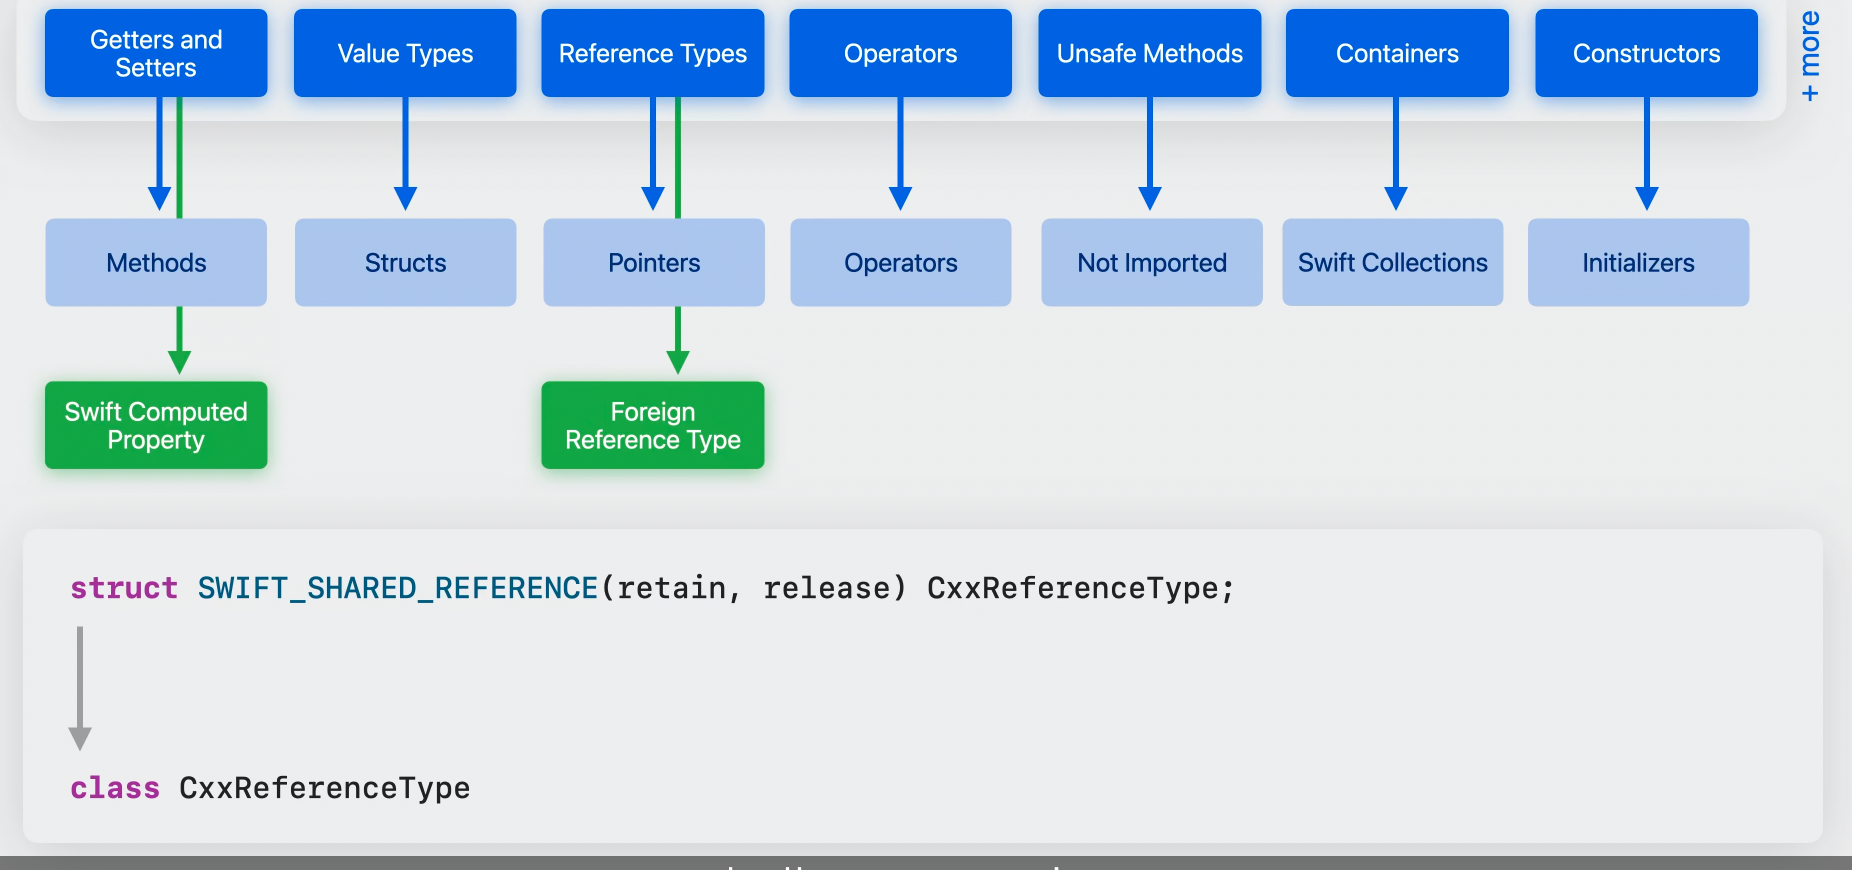 Getters and
Setters
Value Types
Reference Types
Operators
Unsafe Methods
Containers
Constructors
+ more
Methods
Structs
Pointers
Operators
Not Imported
Swift Collections
Initializers
Swift Computed
Property
Foreign
Reference Type
struct SWIFT_SHARED_REFERENCE(retain, release) CxxReferenceType;
class CxxReferenceType